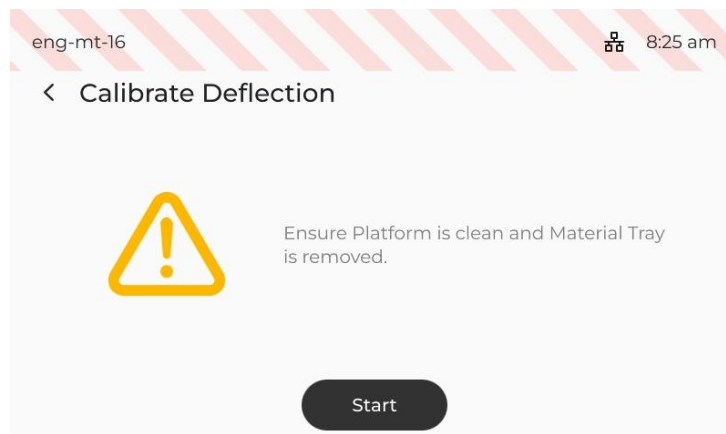 eng-mt-16 8:25 am
Calibrate Deflection
Ensure Platform is clean and Material Tray
is removed.
Start